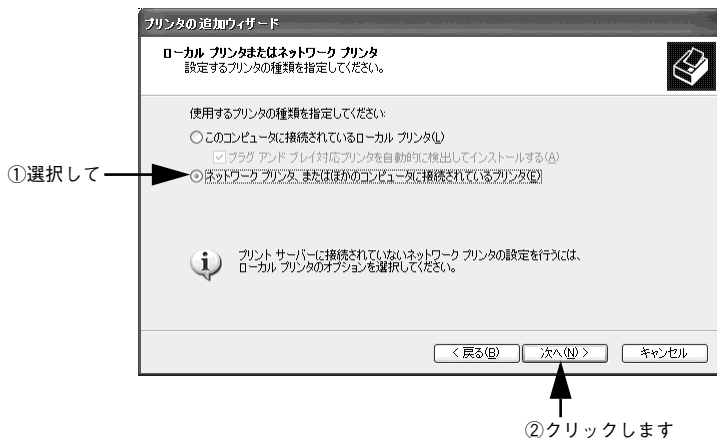 プリンタの追加ウィザード
ローカル プリンタまたはネットワーク プリンタ
設定するプリンタの種類を指定してください。
使用するプリンタの種類を指定してください:
このコンピュータに接続されているローカル プリンタ(L)
プラグ アンド プレイ対応プリンタを自動的に検出してインストールする(A)
①選択して
ネットワーク プリンタ、またはほかのコンピュータに接続されているプリンタ(E)
プリント サーバーに接続されていないネットワーク プリンタの設定を行うには、
ローカル プリンタのオプションを選択してください。
< 戻る(B)
次へ(N) >
キャンセル
②クリックします